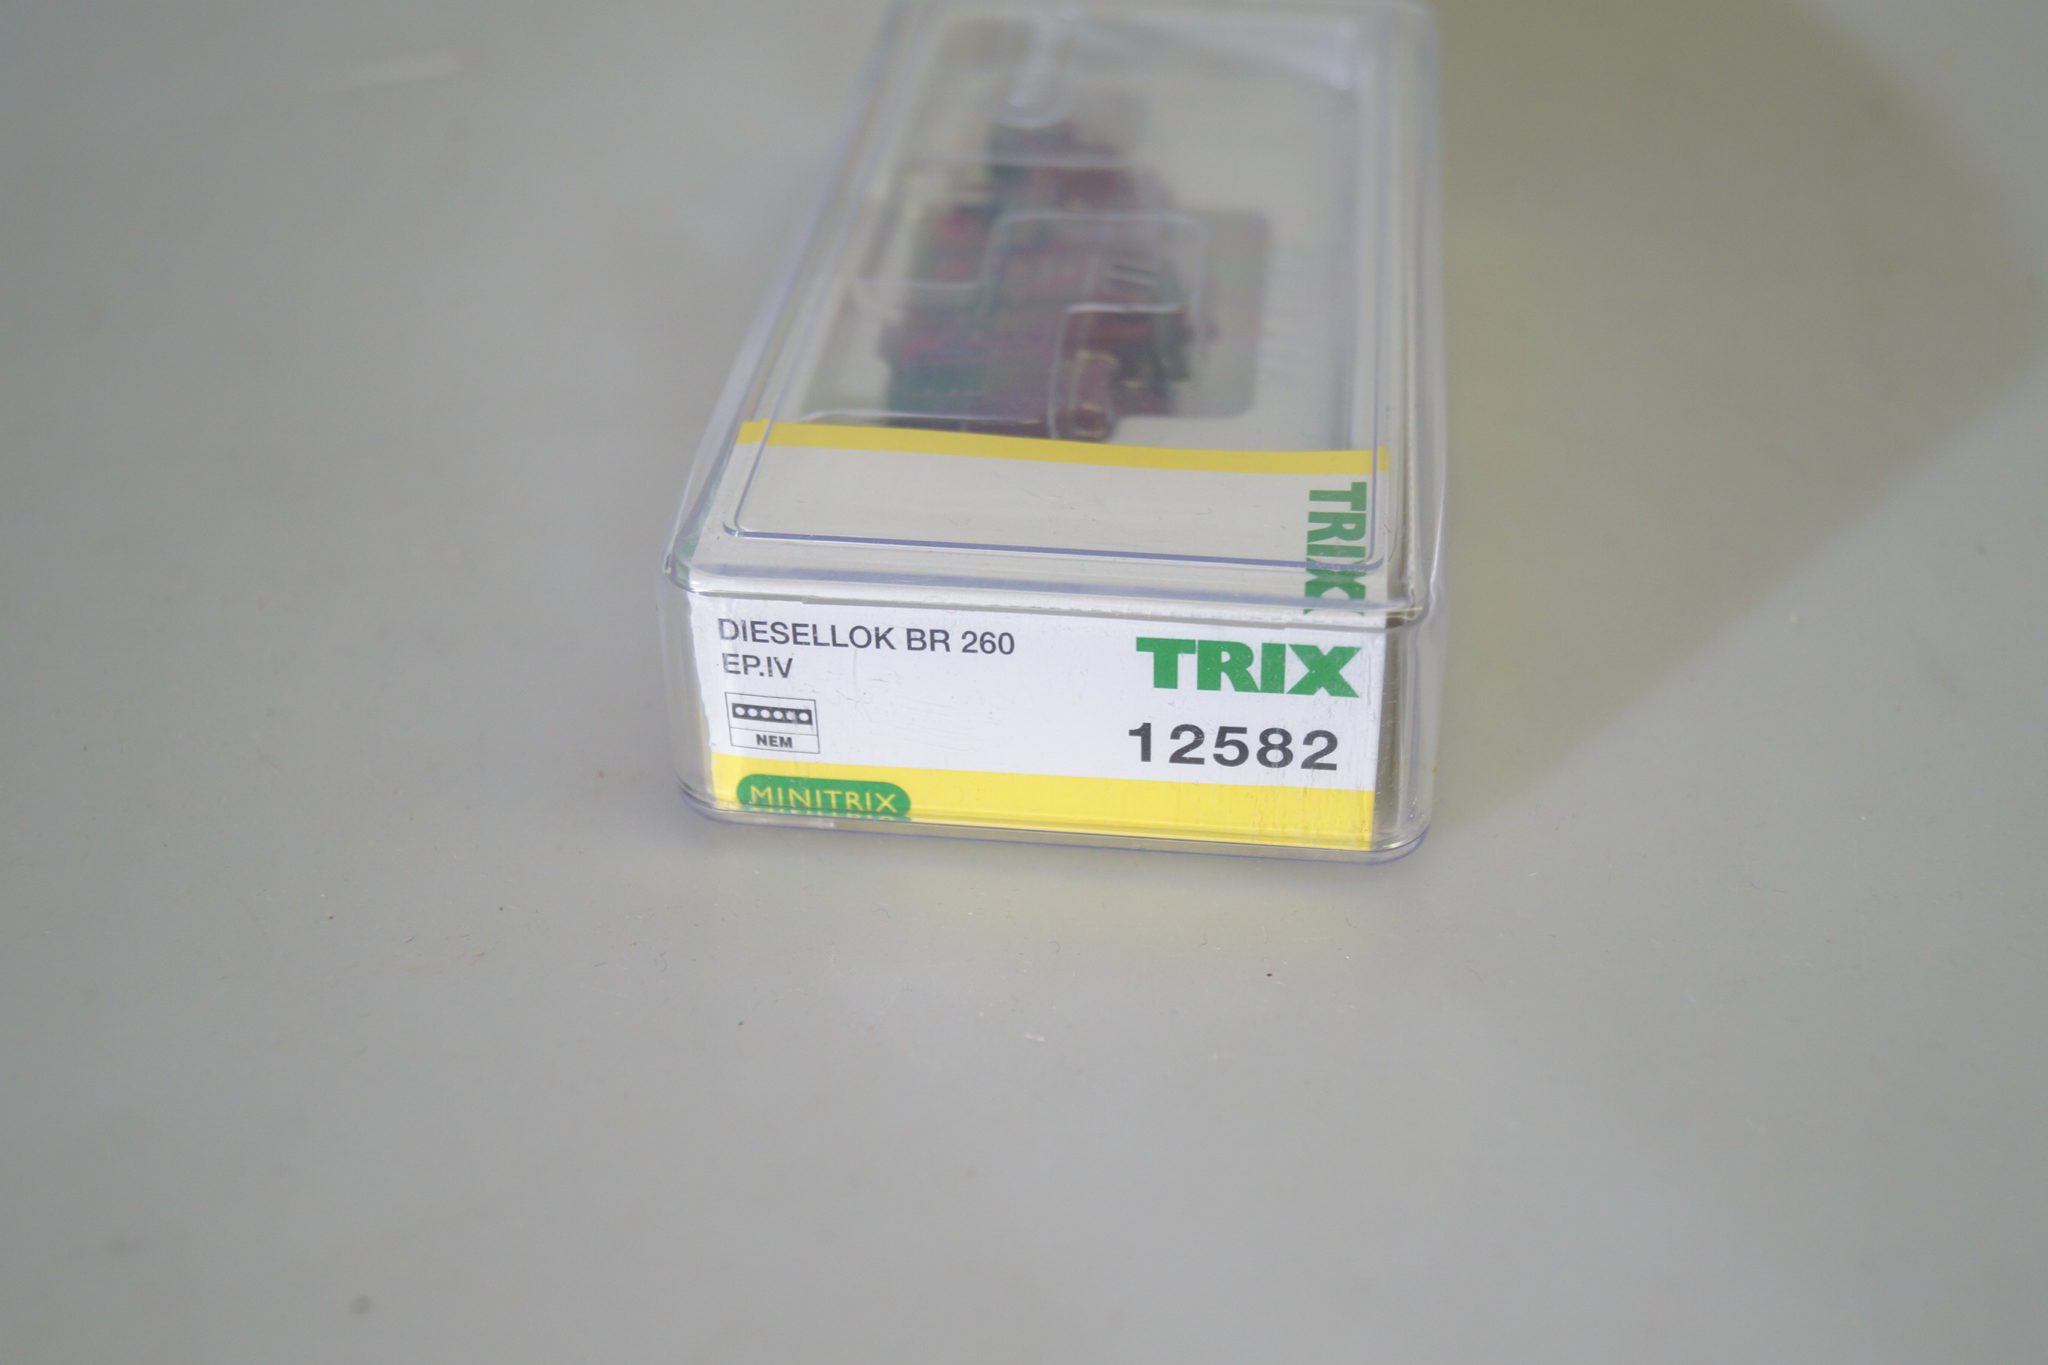 TRIX
DIESELLOK BR 260
EP.IV
NEM
TRIX
12582
MINITRIX